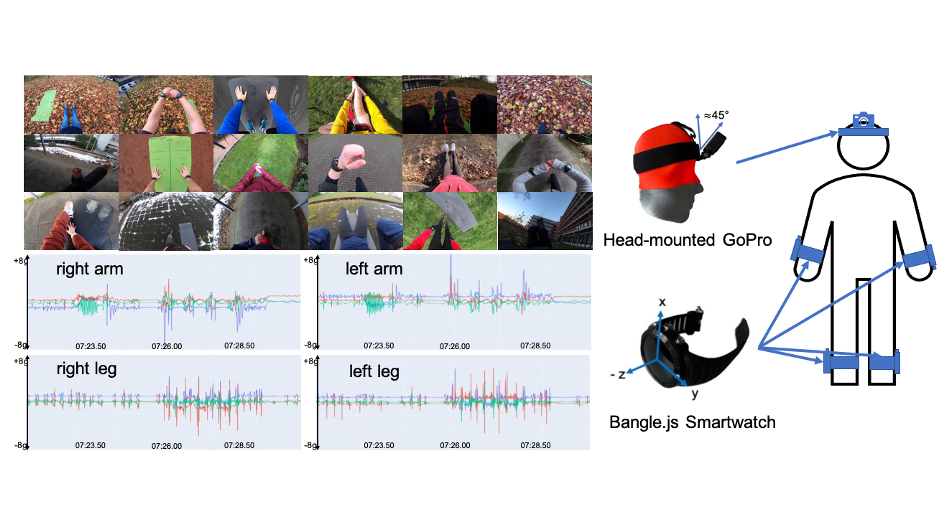 ≈45°
Head-mounted GoPro
+8g
right arm
-8g
07:23.50
07:26.00
07:28.50
+8g
left arm
-8g
07:23.50
07:26.00
07:28.50
+8g
right leg
-8g
07:23.50
07:26.00
07:28.50
+8g
left leg
-8g
07:23.50
07:26.00
07:28.50
x
- z
y
Bangle.js Smartwatch